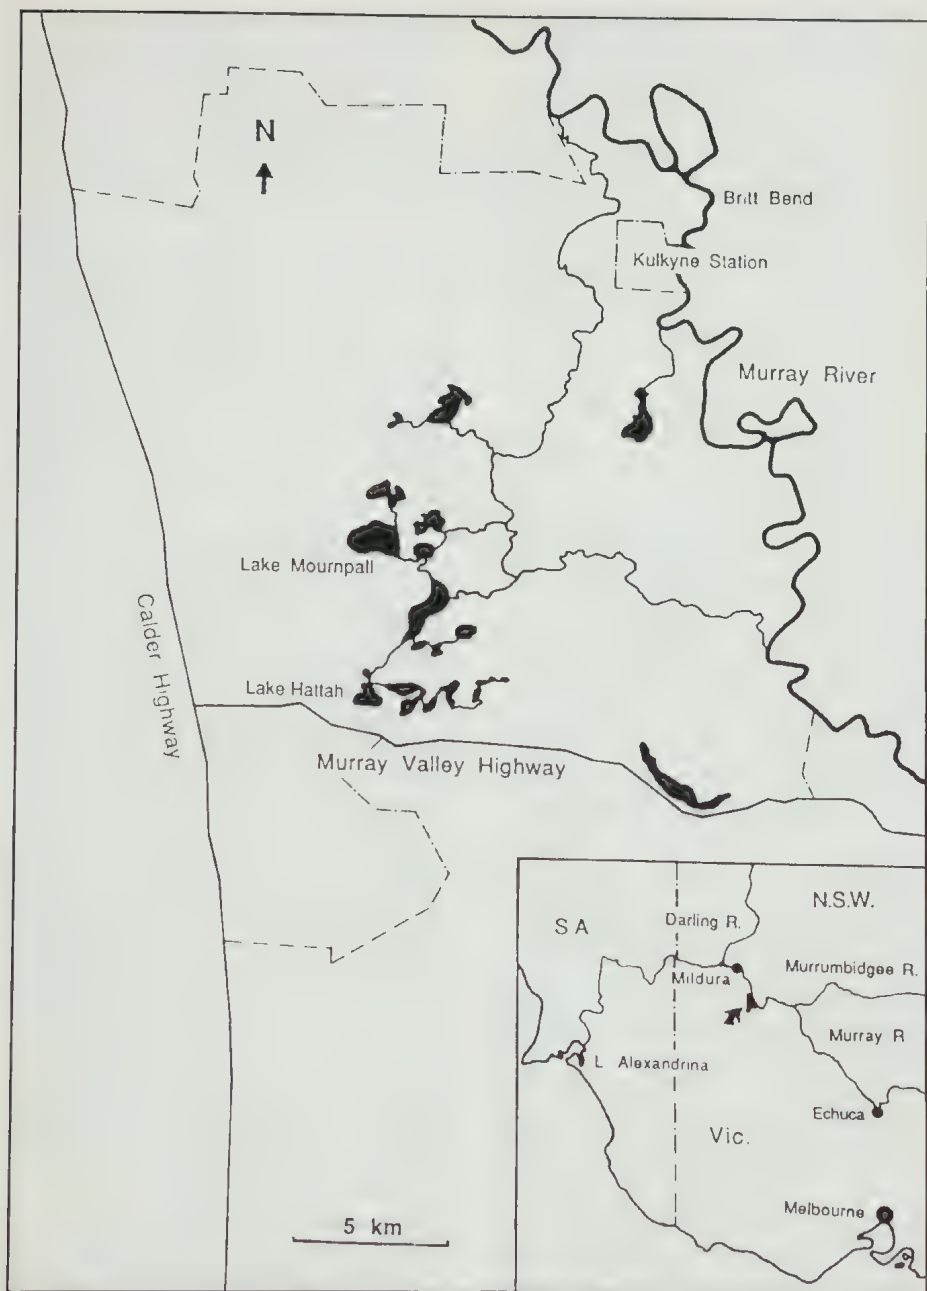 N
Britt Bend
Kulkyne Station
Murray River
Lake Mournpall
Calder Highway
Lake Hattah
Murray Valley Highway
5 km
S A
Darling R.
N.S.W.
Mildura
Murrumbidgee R.
Murray R
L Alexandrina
Echuca
Vic.
Melbourne